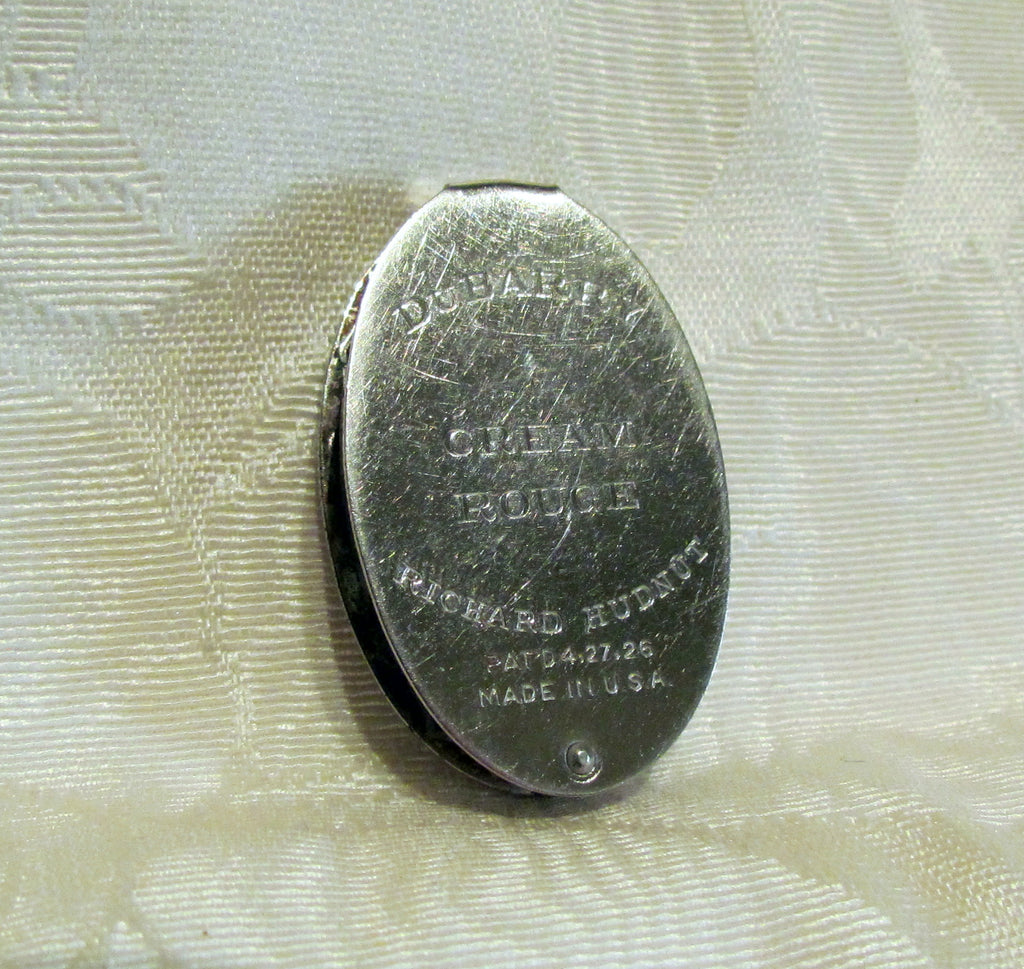 DUBARRY
CREAM
ROUGE
RICHARD HUDNUT
PAT'D 4.27.26
MADE IN U S A